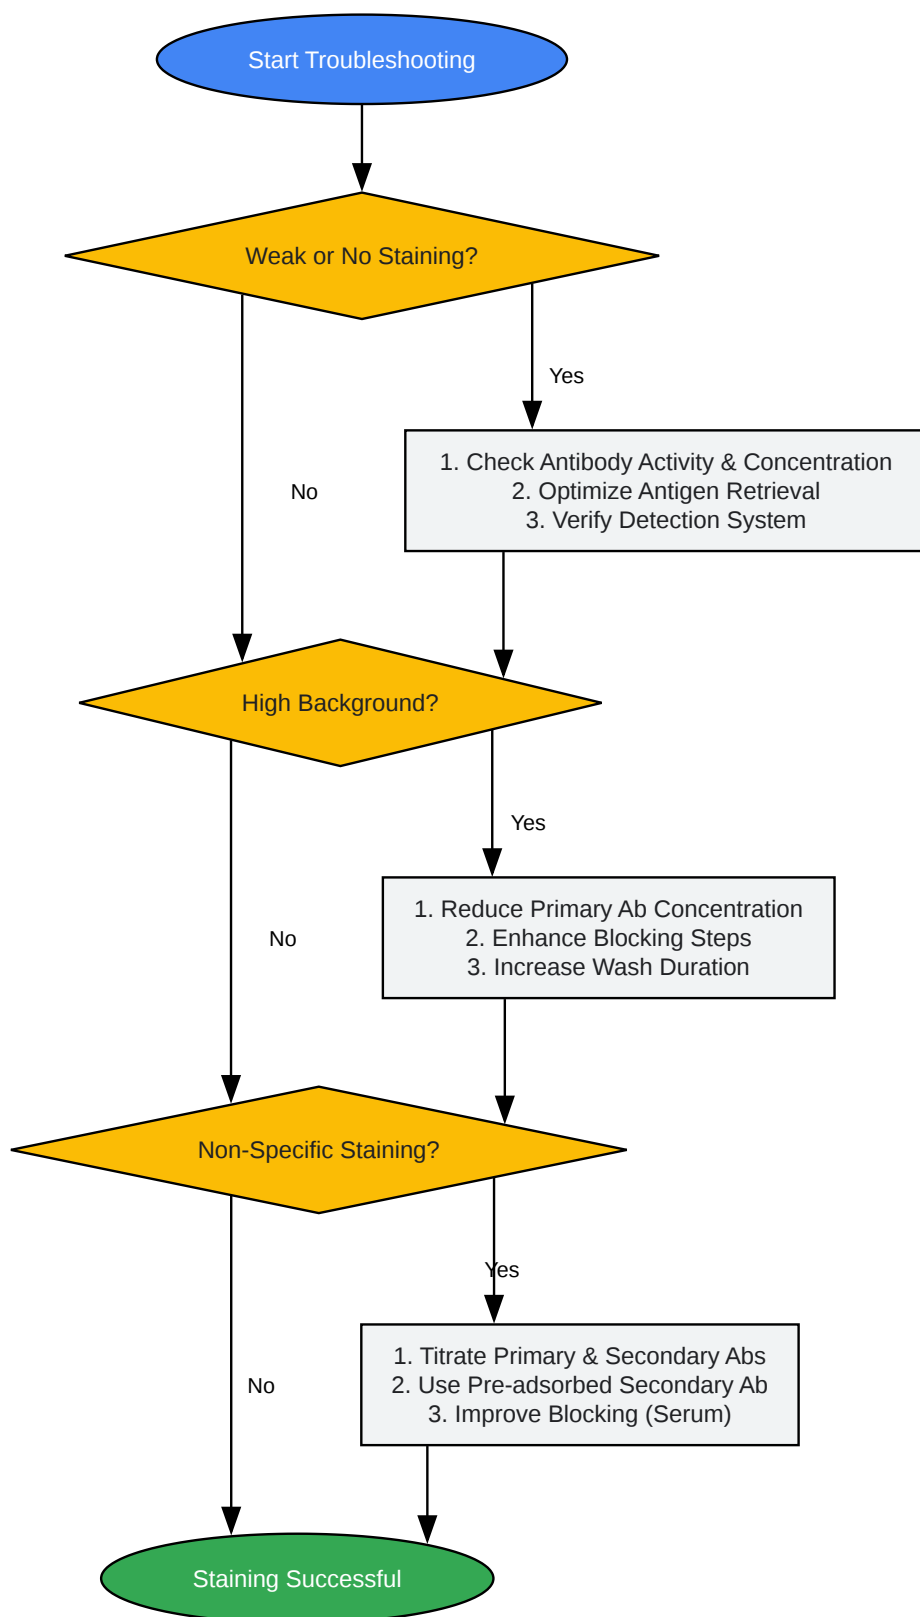 Start Troubleshooting
Weak or No Staining?
Yes
1. Check Antibody Activity & Concentration
2. Optimize Antigen Retrieval
3. Verify Detection System
No
High Background?
Yes
1. Reduce Primary Ab Concentration
2. Enhance Blocking Steps
3. Increase Wash Duration
No
Non-Specific Staining?
Yes
1. Titrate Primary & Secondary Abs
2. Use Pre-adsorbed Secondary Ab
3. Improve Blocking (Serum)
No
Staining Successful